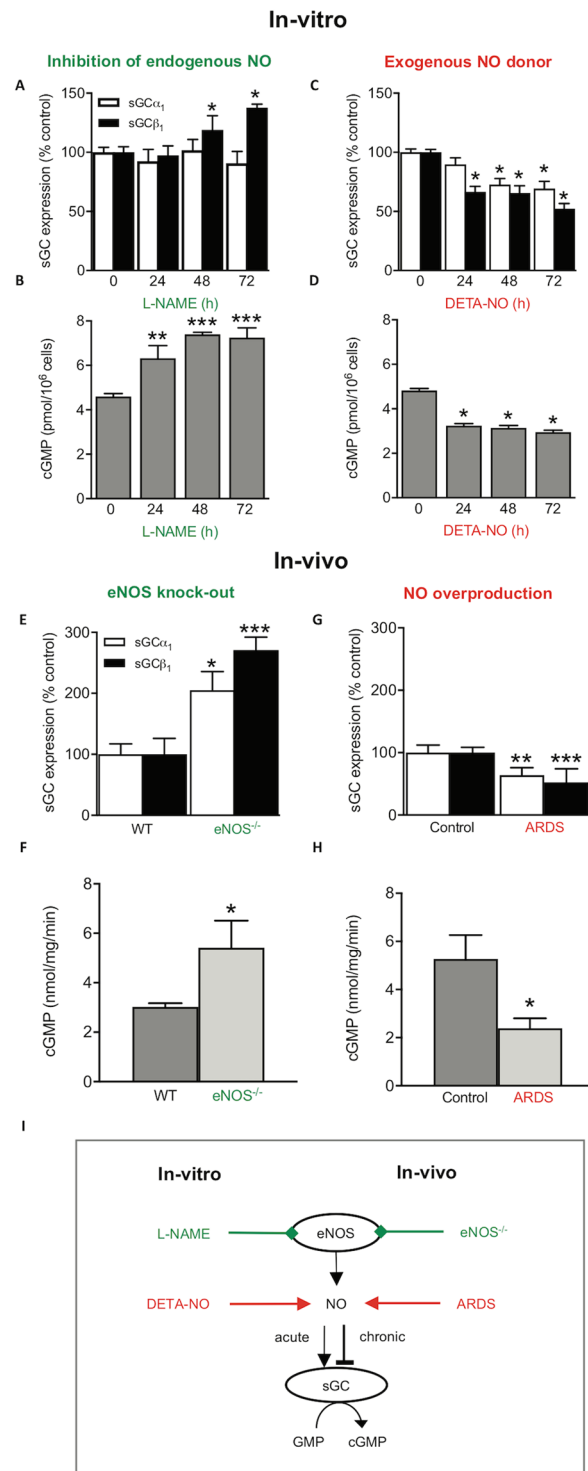 In-vitro
Inhibition of endogenous NO
Exogenous NO donor
A
sGC expression (% control)
150
100
50
0
sGCα1
sGCβ1
* *
0 24 48 72
L-NAME (h)
C
sGC expression (% control)
150
100
50
0
* * * * *
0 24 48 72
DETA-NO (h)
B
cGMP (pmol/10⁶ cells)
8
6
4
2
0
** *** ***
0 24 48 72
L-NAME (h)
D
cGMP (pmol/10⁶ cells)
8
6
4
2
0
* * *
0 24 48 72
DETA-NO (h)
In-vivo
eNOS knock-out
NO overproduction
E
sGC expression (% control)
300
200
100
0
sGCα1
sGCβ1
* ***
WT eNOS-/-
G
sGC expression (% control)
300
200
100
0
** ***
Control ARDS
F
cGMP (nmol/mg/min)
8
6
4
2
0
*
WT eNOS-/-
H
cGMP (nmol/mg/min)
8
6
4
2
0
*
Control ARDS
I
In-vitro In-vivo
L-NAME eNOS eNOS-/-
DETA-NO NO ARDS
acute chronic
sGC
GMP cGMP